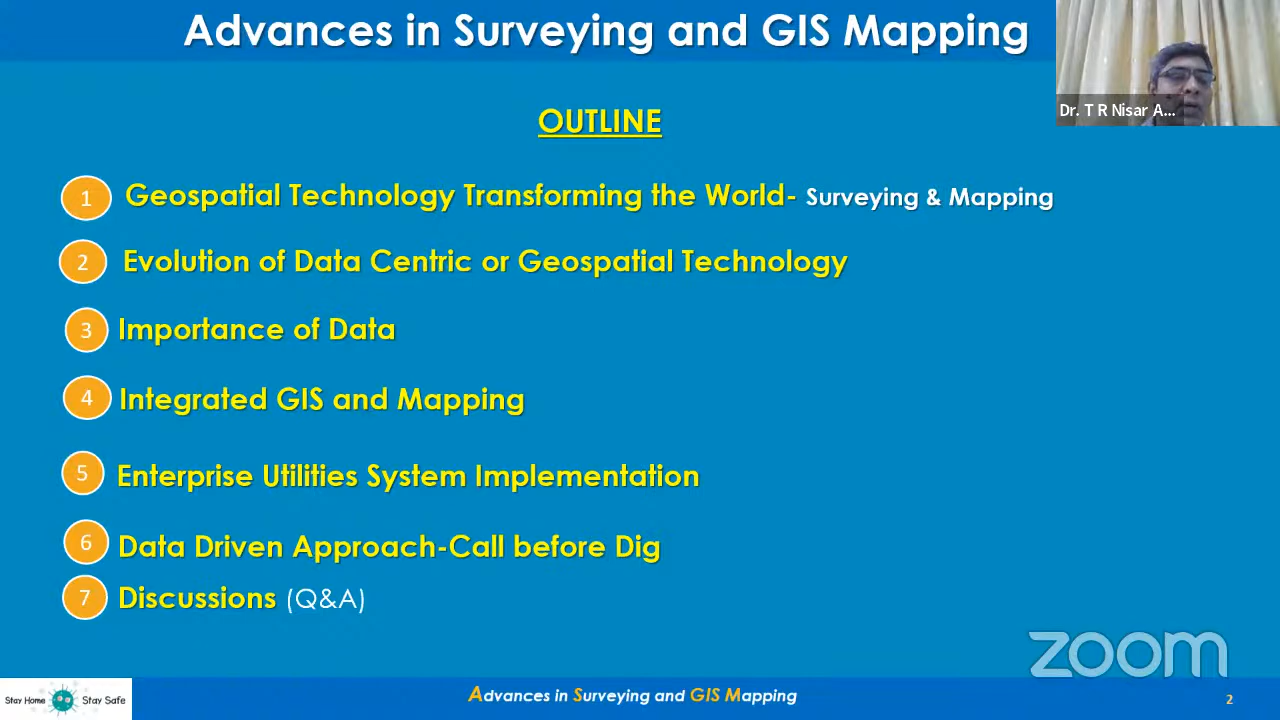 Advances in Surveying and GIS Mapping
Dr. T R Nisar A...
OUTLINE
1 Geospatial Technology Transforming the World- Surveying & Mapping
2 Evolution of Data Centric or Geospatial Technology
3 Importance of Data
4 Integrated GIS and Mapping
5 Enterprise Utilities System Implementation
6 Data Driven Approach-Call before Dig
7 Discussions (Q&A)
zoom
Stay Home Stay Safe
Advances in Surveying and GIS Mapping
2